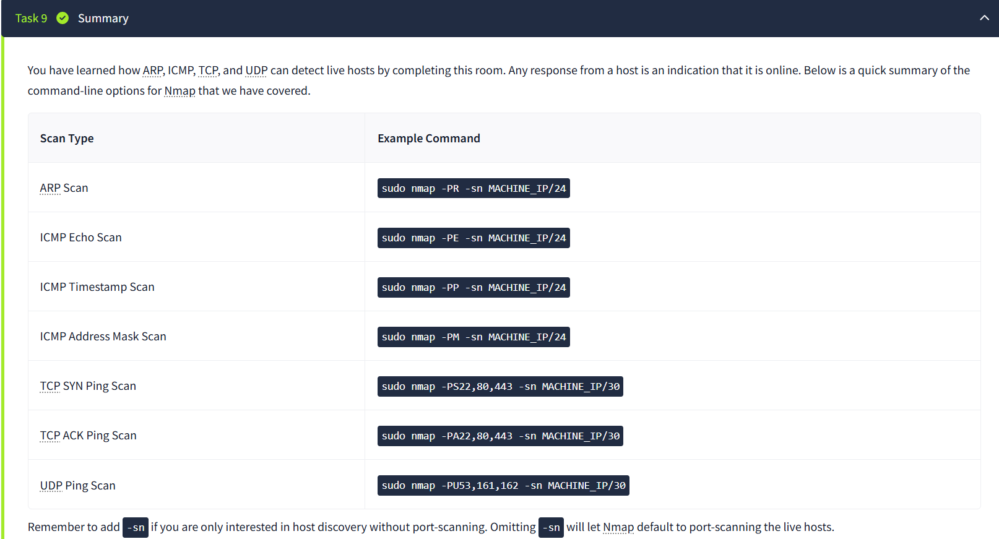 Task 9 Summary
You have learned how ARP, ICMP, TCP, and UDP can detect live hosts by completing this room. Any response from a host is an indication that it is online. Below is a quick summary of the
command-line options for Nmap that we have covered.
Scan Type Example Command
ARP Scan sudo nmap -PR -sn MACHINE_IP/24
ICMP Echo Scan sudo nmap -PE -sn MACHINE_IP/24
ICMP Timestamp Scan sudo nmap -PP -sn MACHINE_IP/24
ICMP Address Mask Scan sudo nmap -PM -sn MACHINE_IP/24
TCP SYN Ping Scan sudo nmap -PS22,80,443 -sn MACHINE_IP/30
TCP ACK Ping Scan sudo nmap -PA22,80,443 -sn MACHINE_IP/30
UDP Ping Scan sudo nmap -PU53,161,162 -sn MACHINE_IP/30
Remember to add -sn if you are only interested in host discovery without port-scanning. Omitting -sn will let Nmap default to port-scanning the live hosts.